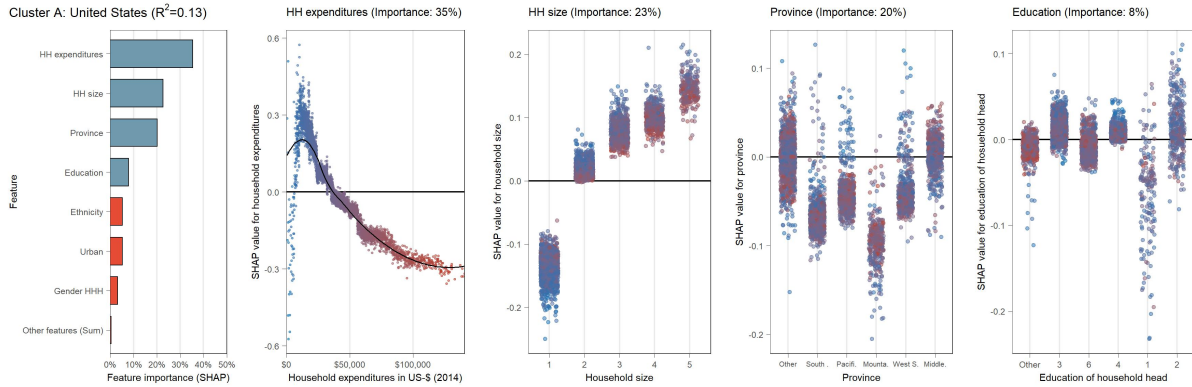 Cluster A: United States (R²=0.13)
Feature
HH expenditures
HH size
Province
Education
Ethnicity
Urban
Gender HHH
Other features (Sum)
0% 10% 20% 30% 40% 50%
Feature importance (SHAP)
HH expenditures (Importance: 35%)
SHAP value for household expenditures
0.6
0.3
0.0
-0.3
-0.6
$0 $50,000 $100,000
Household expenditures in US-$ (2014)
HH size (Importance: 23%)
SHAP value for household size
0.2
0.1
0.0
-0.1
-0.2
1 2 3 4 5
Household size
Province (Importance: 20%)
SHAP value for province
0.1
0.0
-0.1
-0.2
Other South . Pacifi. Mounta. West S. Middle.
Province
Education (Importance: 8%)
SHAP value for education of household head
0.1
0.0
-0.1
-0.2
Other 3 6 4 1 2
Education of household head